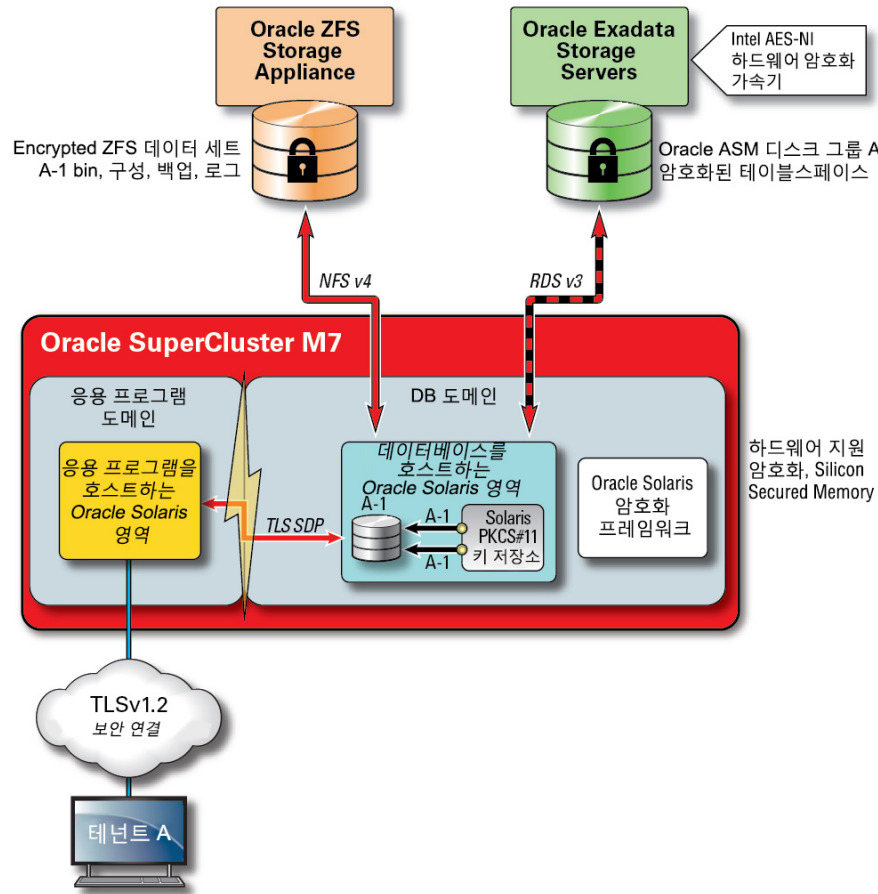 Oracle ZFS
Storage
Appliance
Oracle Exadata
Storage
Servers
Intel AES-NI
하드웨어 암호화
가속기
Encrypted ZFS 데이터 세트
A-1 bin, 구성, 백업, 로그
Oracle ASM 디스크 그룹 A
암호화된 테이블스페이스
NFS v4
RDS v3
Oracle SuperCluster M7
응용 프로그램
도메인
DB 도메인
응용 프로그램을
호스트하는
Oracle Solaris
영역
TLS SDP
데이터베이스를
호스트하는
Oracle Solaris 영역
A-1
A-1
A-1
Solaris
PKCS#11
키 저장소
Oracle Solaris
암호화
프레임워크
하드웨어 지원
암호화, Silicon
Secured Memory
TLSv1.2
보안 연결
테넌트 A